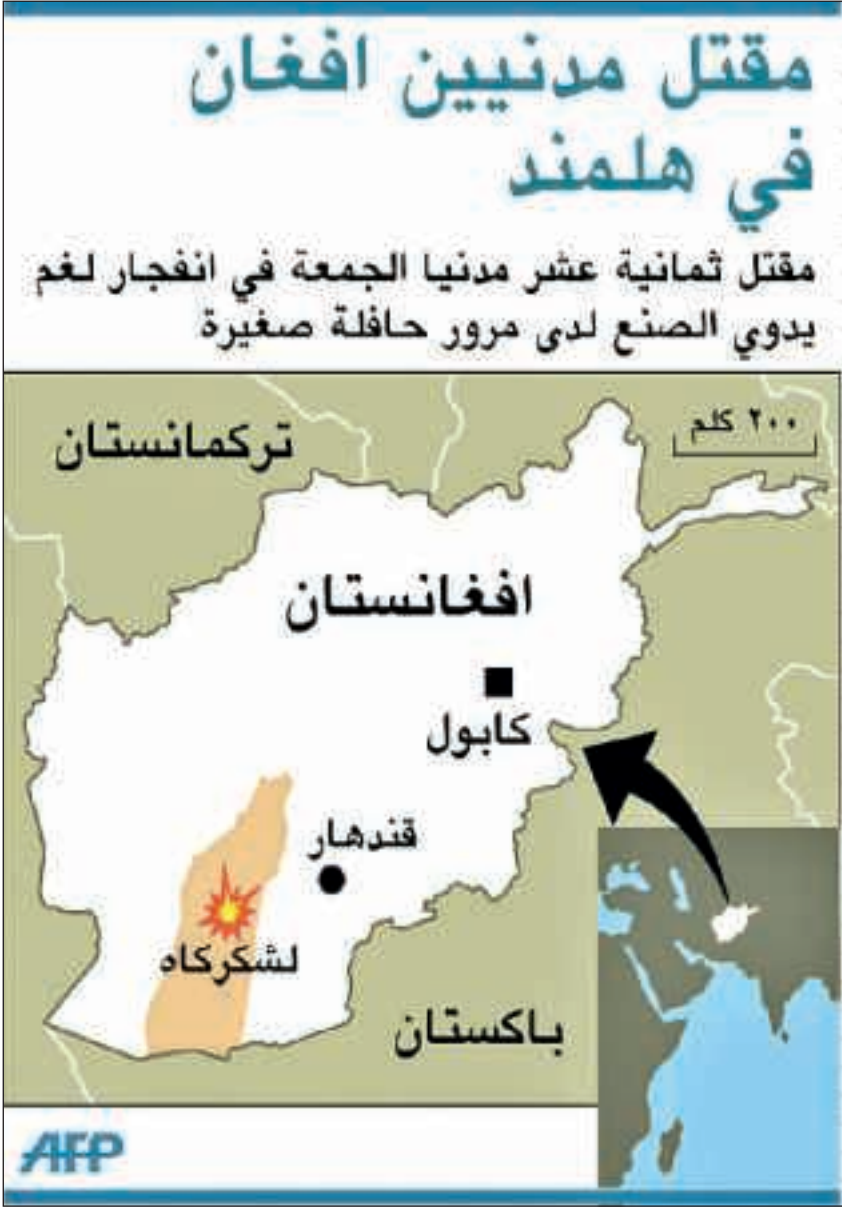 مقتل مدنيين افغان
في هلمند
مقتل ثمانية عشر مدنيا الجمعة في انفجار لغم
يدوي الصنع لدى مرور حافلة صغيرة
٢٠٠ كلم
تركمانستان
افغانستان
كابول
قندهار
لشكركاه
باكستان
AFP